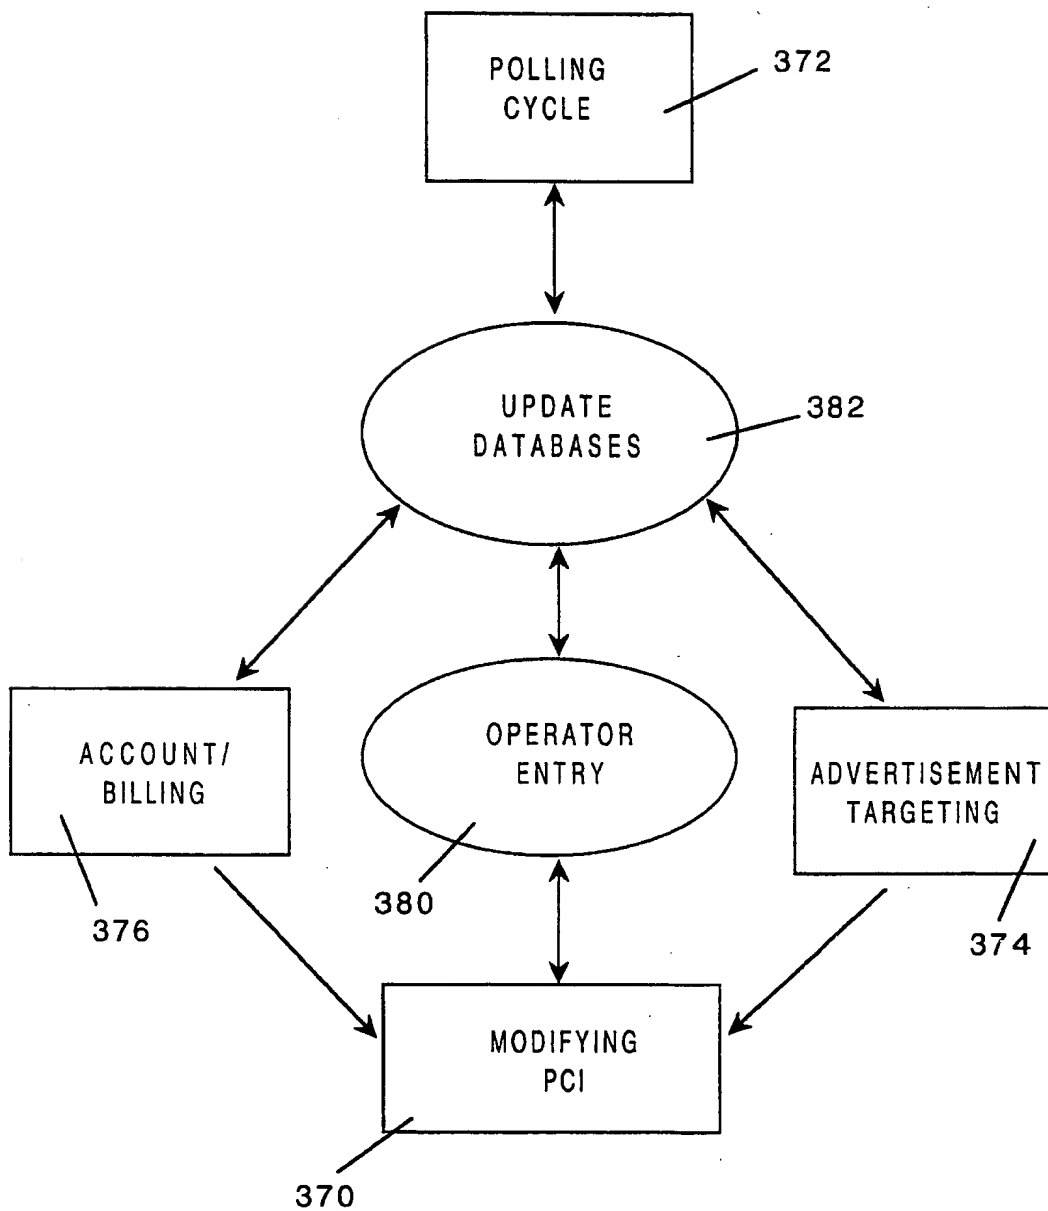 POLLING
CYCLE
372
UPDATE
DATABASES
382
ACCOUNT/
BILLING
376
OPERATOR
ENTRY
380
ADVERTISEMENT
TARGETING
374
MODIFYING
PCI
370